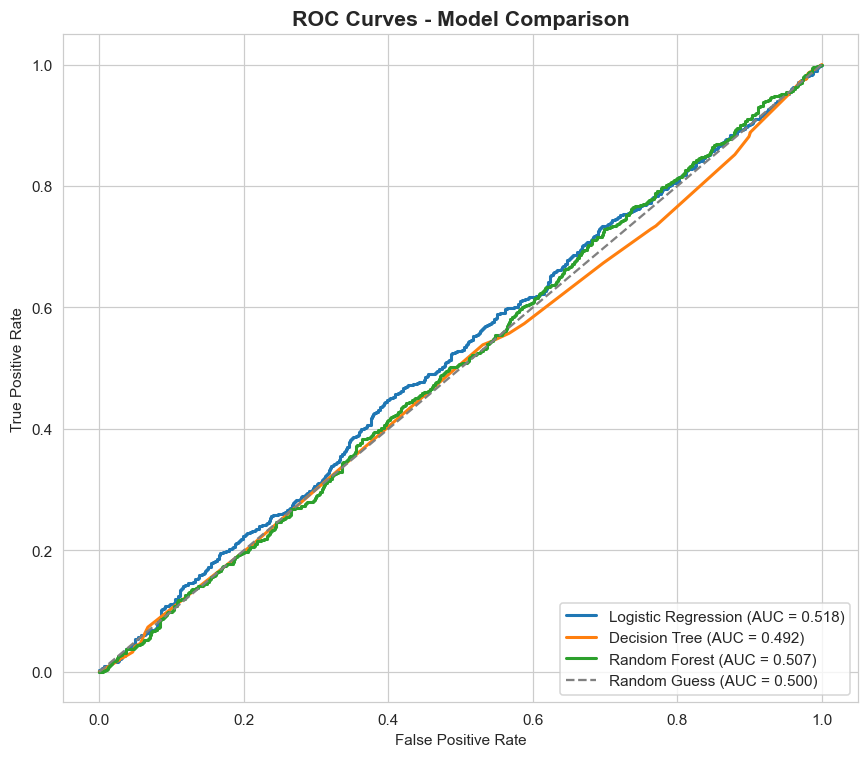 ROC Curves - Model Comparison
1.0
0.8
0.6
0.4
0.2
0.0
True Positive Rate
0.0 0.2 0.4 0.6 0.8 1.0
False Positive Rate
Logistic Regression (AUC = 0.518)
Decision Tree (AUC = 0.492)
Random Forest (AUC = 0.507)
Random Guess (AUC = 0.500)